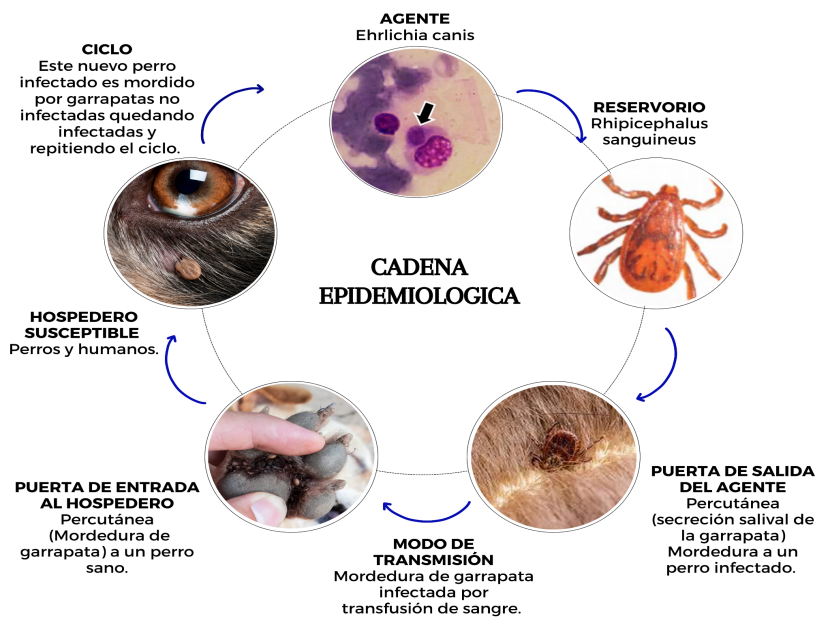 AGENTE
Ehrlichia canis
CICLO
Este nuevo perro
infectado es mordido
por garrapatas no
infectadas quedando
infectadas y
repitiendo el ciclo.
RESERVORIO
Rhipicephalus
sanguineus
CADENA
EPIDEMIOLOGICA
HOSPEDERO
SUSCEPTIBLE
Perros y humanos.
PUERTA DE SALIDA
DEL AGENTE
Percutánea
(secreción salival de
la garrapata)
Mordedura a un
perro infectado.
PUERTA DE ENTRADA
AL HOSPEDERO
Percutánea
(Mordedura de
garrapata) a un perro
sano.
MODO DE
TRANSMISIÓN
Mordedura de garrapata
infectada por
transfusión de sangre.